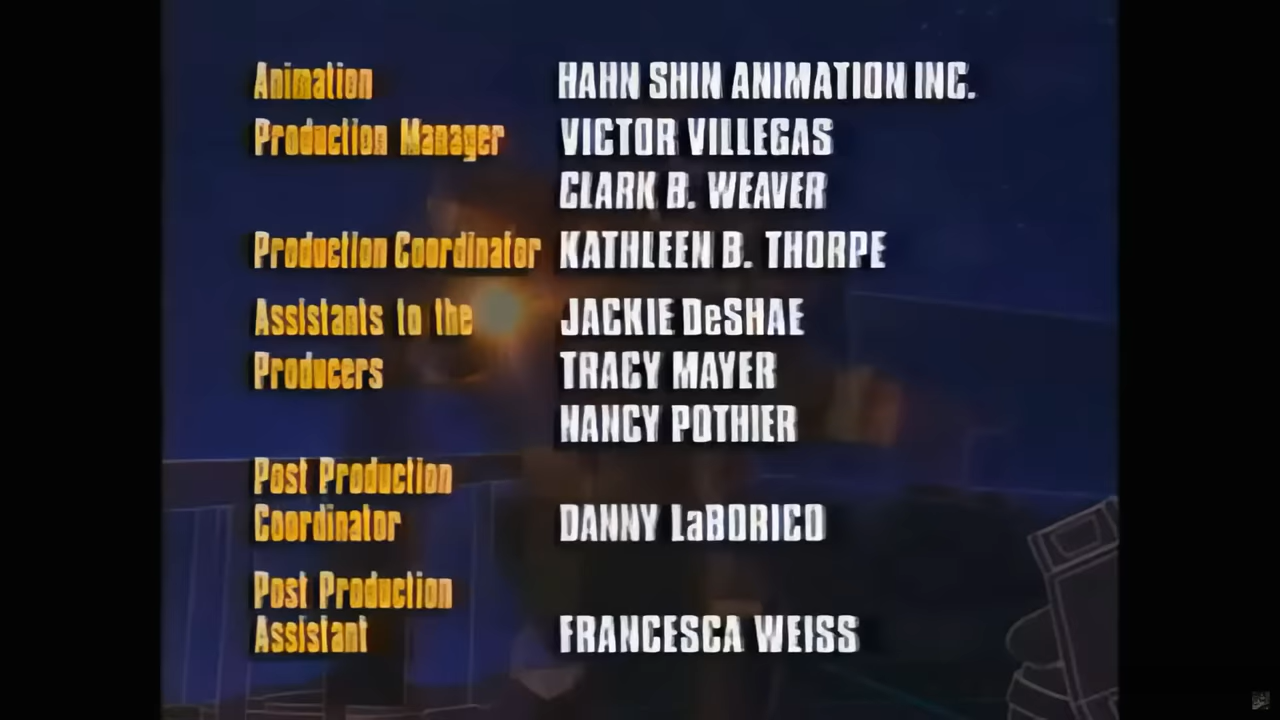 Animation HAHN SHIN ANIMATION INC.
Production Manager VICTOR VILLEGAS
CLARK B. WEAVER
Production Coordinator KATHLEEN B. THORPE
Assistants to the JACKIE DeSHAE
Producers TRACY MAYER
NANCY POTHIER
Post Production
Coordinator DANNY LaBORICO
Post Production
Assistant FRANCESCA WEISS